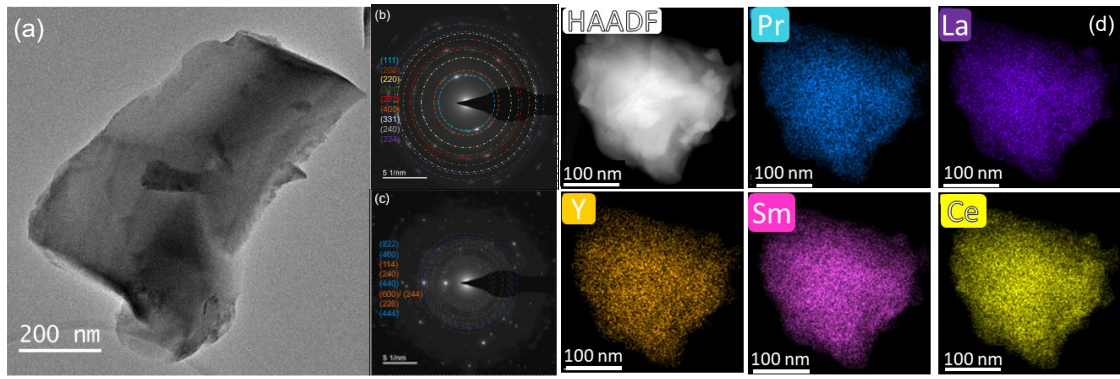 (a)
200 nm
(b)
(111)
(200)
(220)
(222)
(400)
(331)
(240)
(224)
5 1/nm
(c)
(222)
(400)
(114)
(240)
(440)
(600)/ (244)
(226)
(444)
5 1/nm
HAADF
100 nm
Pr
100 nm
La
(d)
100 nm
Y
100 nm
Sm
100 nm
Ce
100 nm